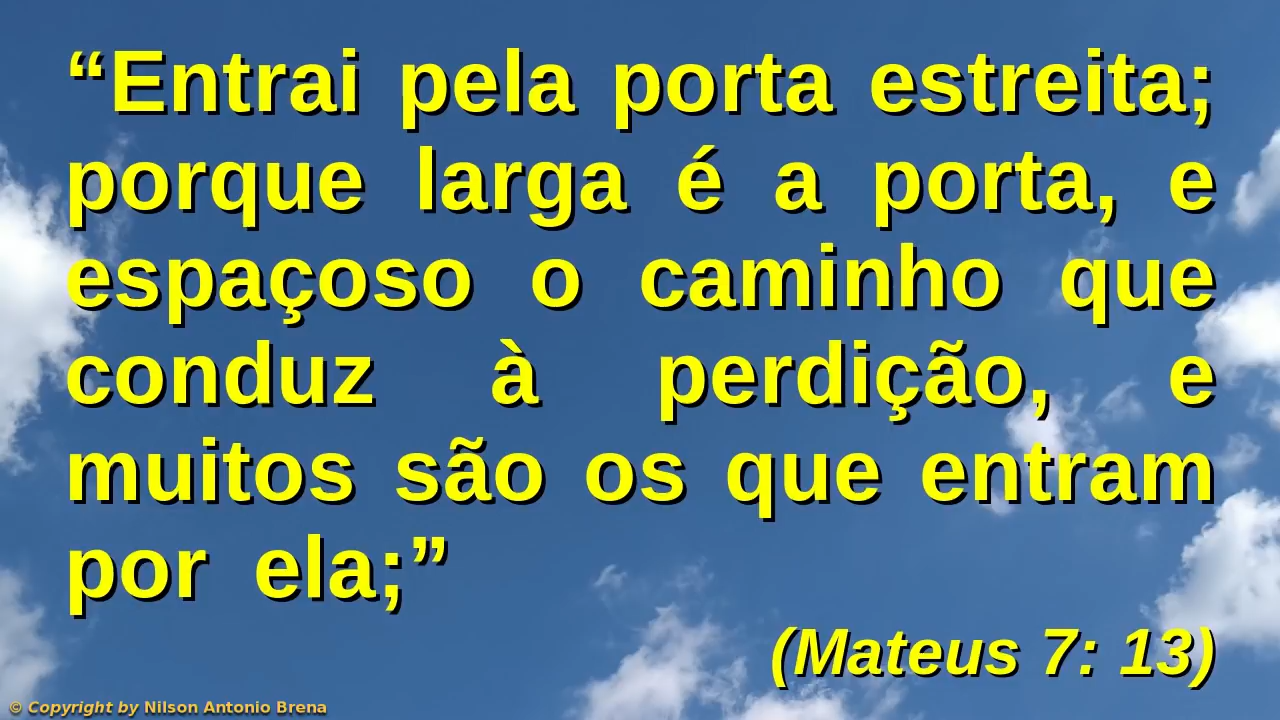 “Entrai pela porta estreita;
porque larga é a porta, e
espaçoso o caminho que
conduz à perdição, e
muitos são os que entram
por ela;”
(Mateus 7: 13)
© Copyright by Nilson Antonio Brena